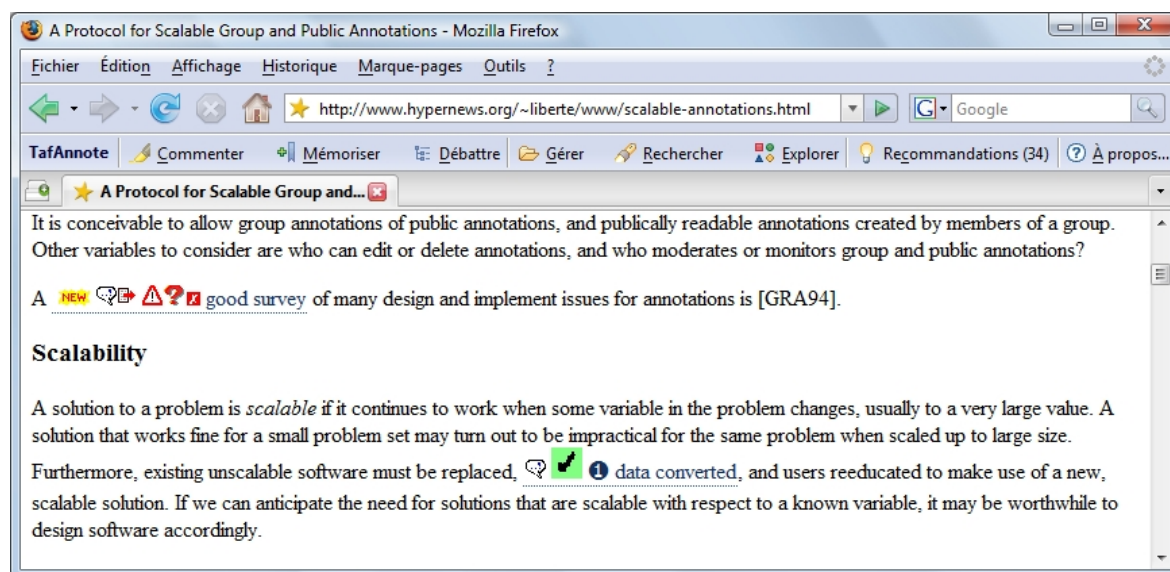 A Protocol for Scalable Group and Public Annotations - Mozilla Firefox
Fichier Édition Affichage Historique Marque-pages Outils ?
http://www.hypernews.org/~liberte/www/scalable-annotations.html G Google
TafAnnote Commenter Mémoriser Débattre Gérer Rechercher Explorer Recommandations (34) ? À propos...
A Protocol for Scalable Group and...
It is conceivable to allow group annotations of public annotations, and publically readable annotations created by members of a group.
Other variables to consider are who can edit or delete annotations, and who moderates or monitors group and public annotations?
A NEW ? good survey of many design and implement issues for annotations is [GRA94].
Scalability
A solution to a problem is scalable if it continues to work when some variable in the problem changes, usually to a very large value. A
solution that works fine for a small problem set may turn out to be impractical for the same problem when scaled up to large size.
Furthermore, existing unscalable software must be replaced, 1 data converted, and users reeducated to make use of a new,
scalable solution. If we can anticipate the need for solutions that are scalable with respect to a known variable, it may be worthwhile to
design software accordingly.